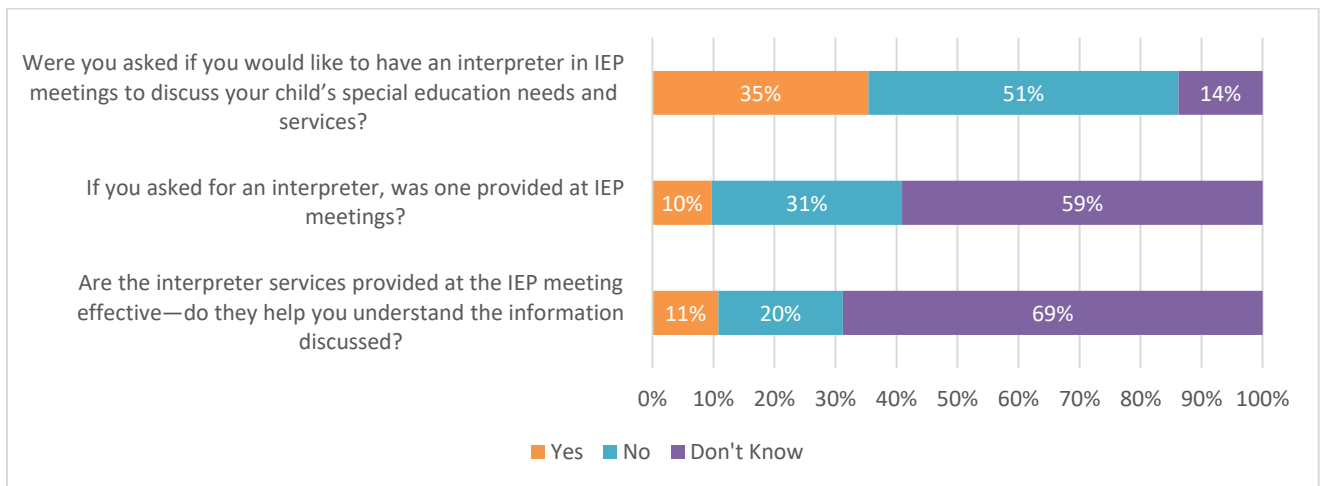 Were you asked if you would like to have an interpreter in IEP
meetings to discuss your child’s special education needs and
services?
35% 51% 14%
If you asked for an interpreter, was one provided at IEP
meetings?
10% 31% 59%
Are the interpreter services provided at the IEP meeting
effective—do they help you understand the information
discussed?
11% 20% 69%
0% 10% 20% 30% 40% 50% 60% 70% 80% 90% 100%
Yes No Don't Know